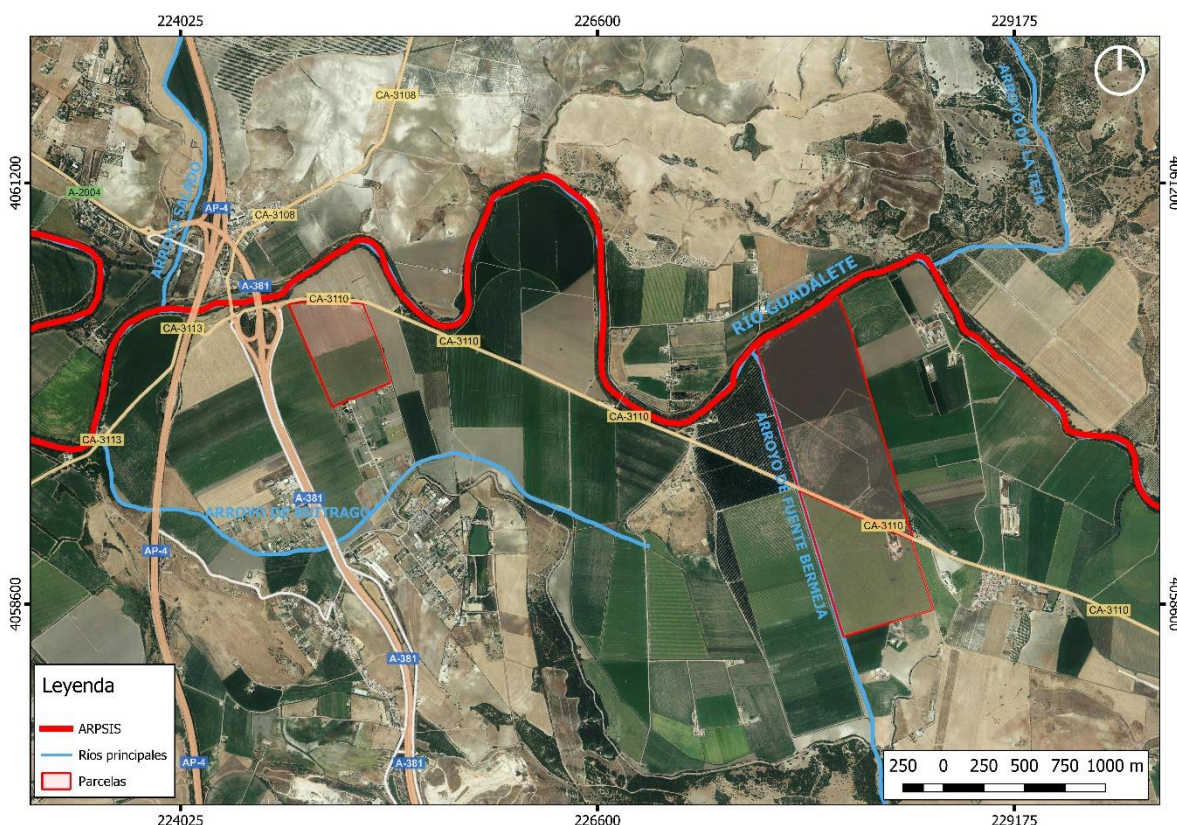 224025
226600
229175
CA-3108
ARROYO DE LA TEJA
4061200
4061200
A-2004
ARROYO SALADO
AP-4
CA-3108
A-381
RÍO GUADALETE
CA-3110
CA-3113
CA-3110
CA-3110
CA-3113
ARROYO DE FUENTE BERMEJA
A-381
ARROYO DE BUITRAGO
CA-3110
AP-4
4058600
4058600
CA-3110
A-381
Leyenda
ARPSIS
Ríos principales
Parcelas
AP-4
A-381
250 0 250 500 750 1000 m
224025
226600
229175